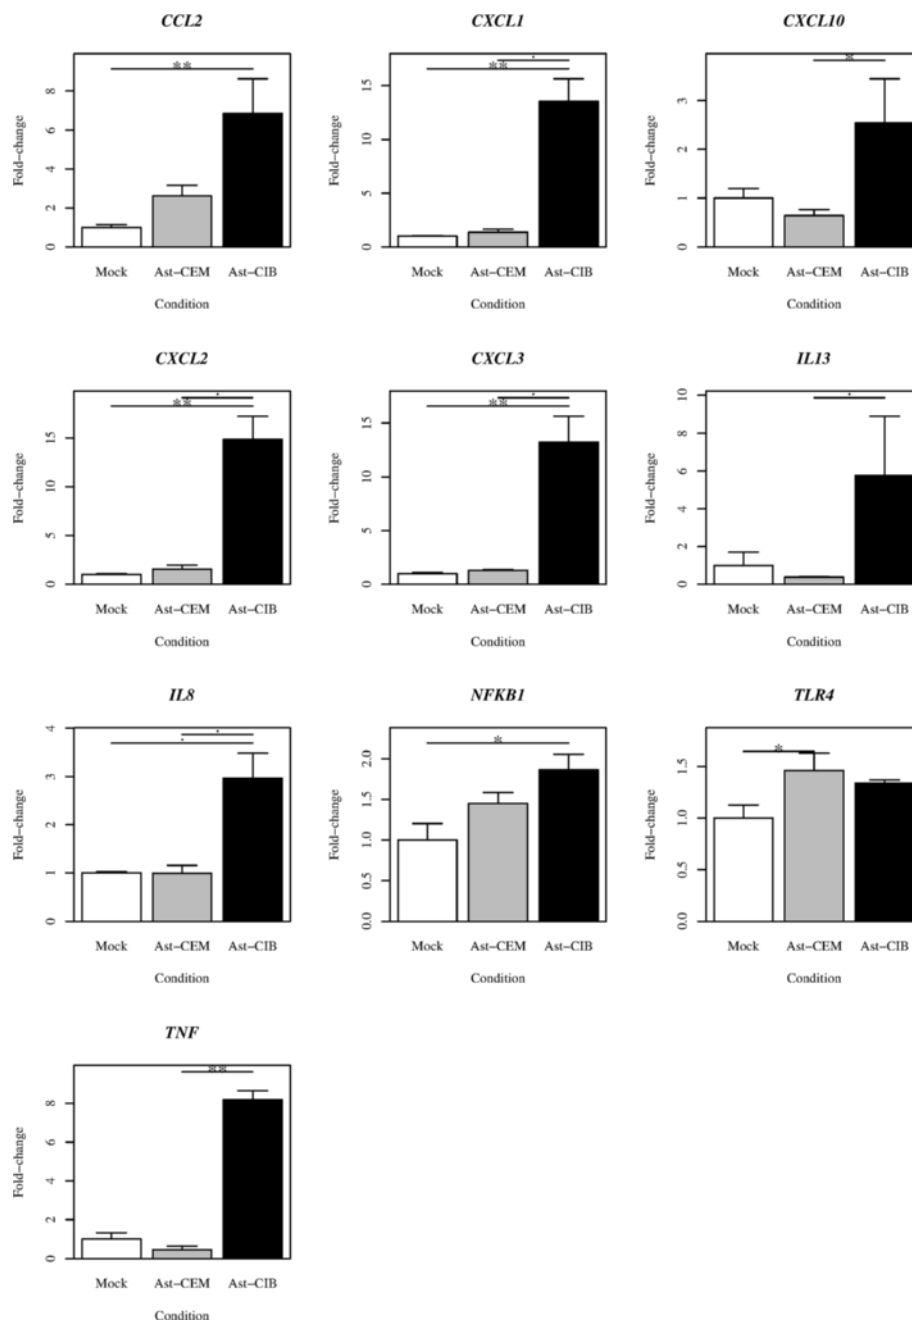 CCL2
CXCL1
CXCL10
**
** .
*
Fold−change
0 2 4 6 8
Fold−change
0 5 10 15
Fold−change
0 1 2 3
Mock Ast−CEM Ast−CIB
Mock Ast−CEM Ast−CIB
Mock Ast−CEM Ast−CIB
Condition
Condition
Condition
CXCL2
CXCL3
IL13
** .
** .
.
Fold−change
0 5 10 15
Fold−change
0 5 10 15
Fold−change
0 2 4 6 8 10
Mock Ast−CEM Ast−CIB
Mock Ast−CEM Ast−CIB
Mock Ast−CEM Ast−CIB
Condition
Condition
Condition
IL8
NFKB1
TLR4
. .
*
*
Fold−change
0 1 2 3 4
Fold−change
0.0 0.5 1.0 1.5 2.0
Fold−change
0.0 0.5 1.0 1.5
Mock Ast−CEM Ast−CIB
Mock Ast−CEM Ast−CIB
Mock Ast−CEM Ast−CIB
Condition
Condition
Condition
TNF
**
Fold−change
0 2 4 6 8
Mock Ast−CEM Ast−CIB
Condition